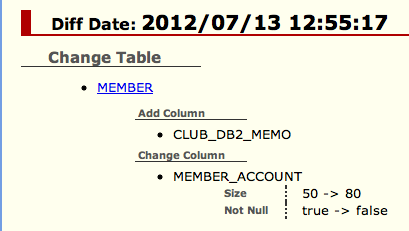 Diff Date: 2012/07/13 12:55:17
Change Table
MEMBER
Add Column
CLUB_DB2_MEMO
Change Column
MEMBER_ACCOUNT
Size 50 -> 80
Not Null true -> false